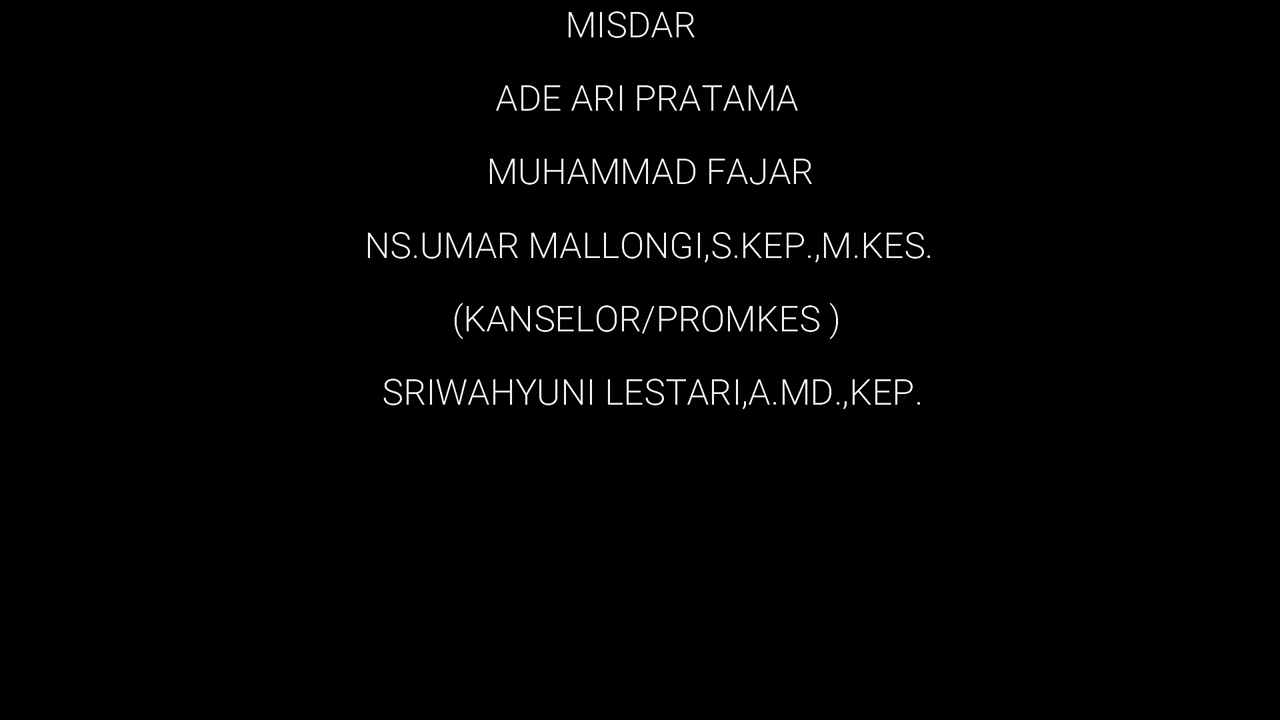 MISDAR
ADE ARI PRATAMA
MUHAMMAD FAJAR
NS.UMAR MALLONGI,S.KEP.,M.KES.
(KANSELOR/PROMKES )
SRIWAHYUNI LESTARI,A.MD.,KEP.